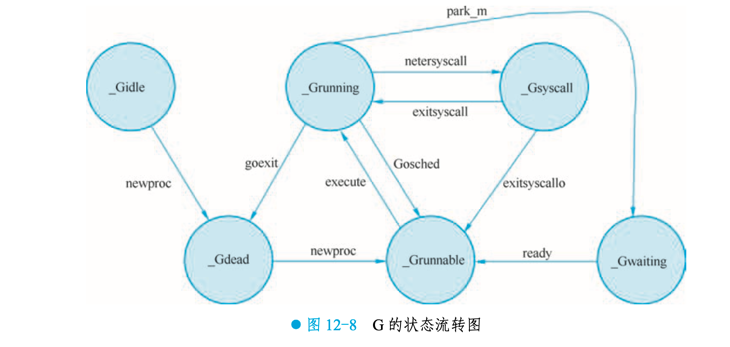 park_m
netersyscall
_Gidle
_Grunning
_Gsyscall
exitsyscall
goexit
Gosched
newproc
execute
exitsyscallo
newproc
ready
_Gdead
_Grunnable
_Gwaiting
● 图 12-8 G 的状态流转图